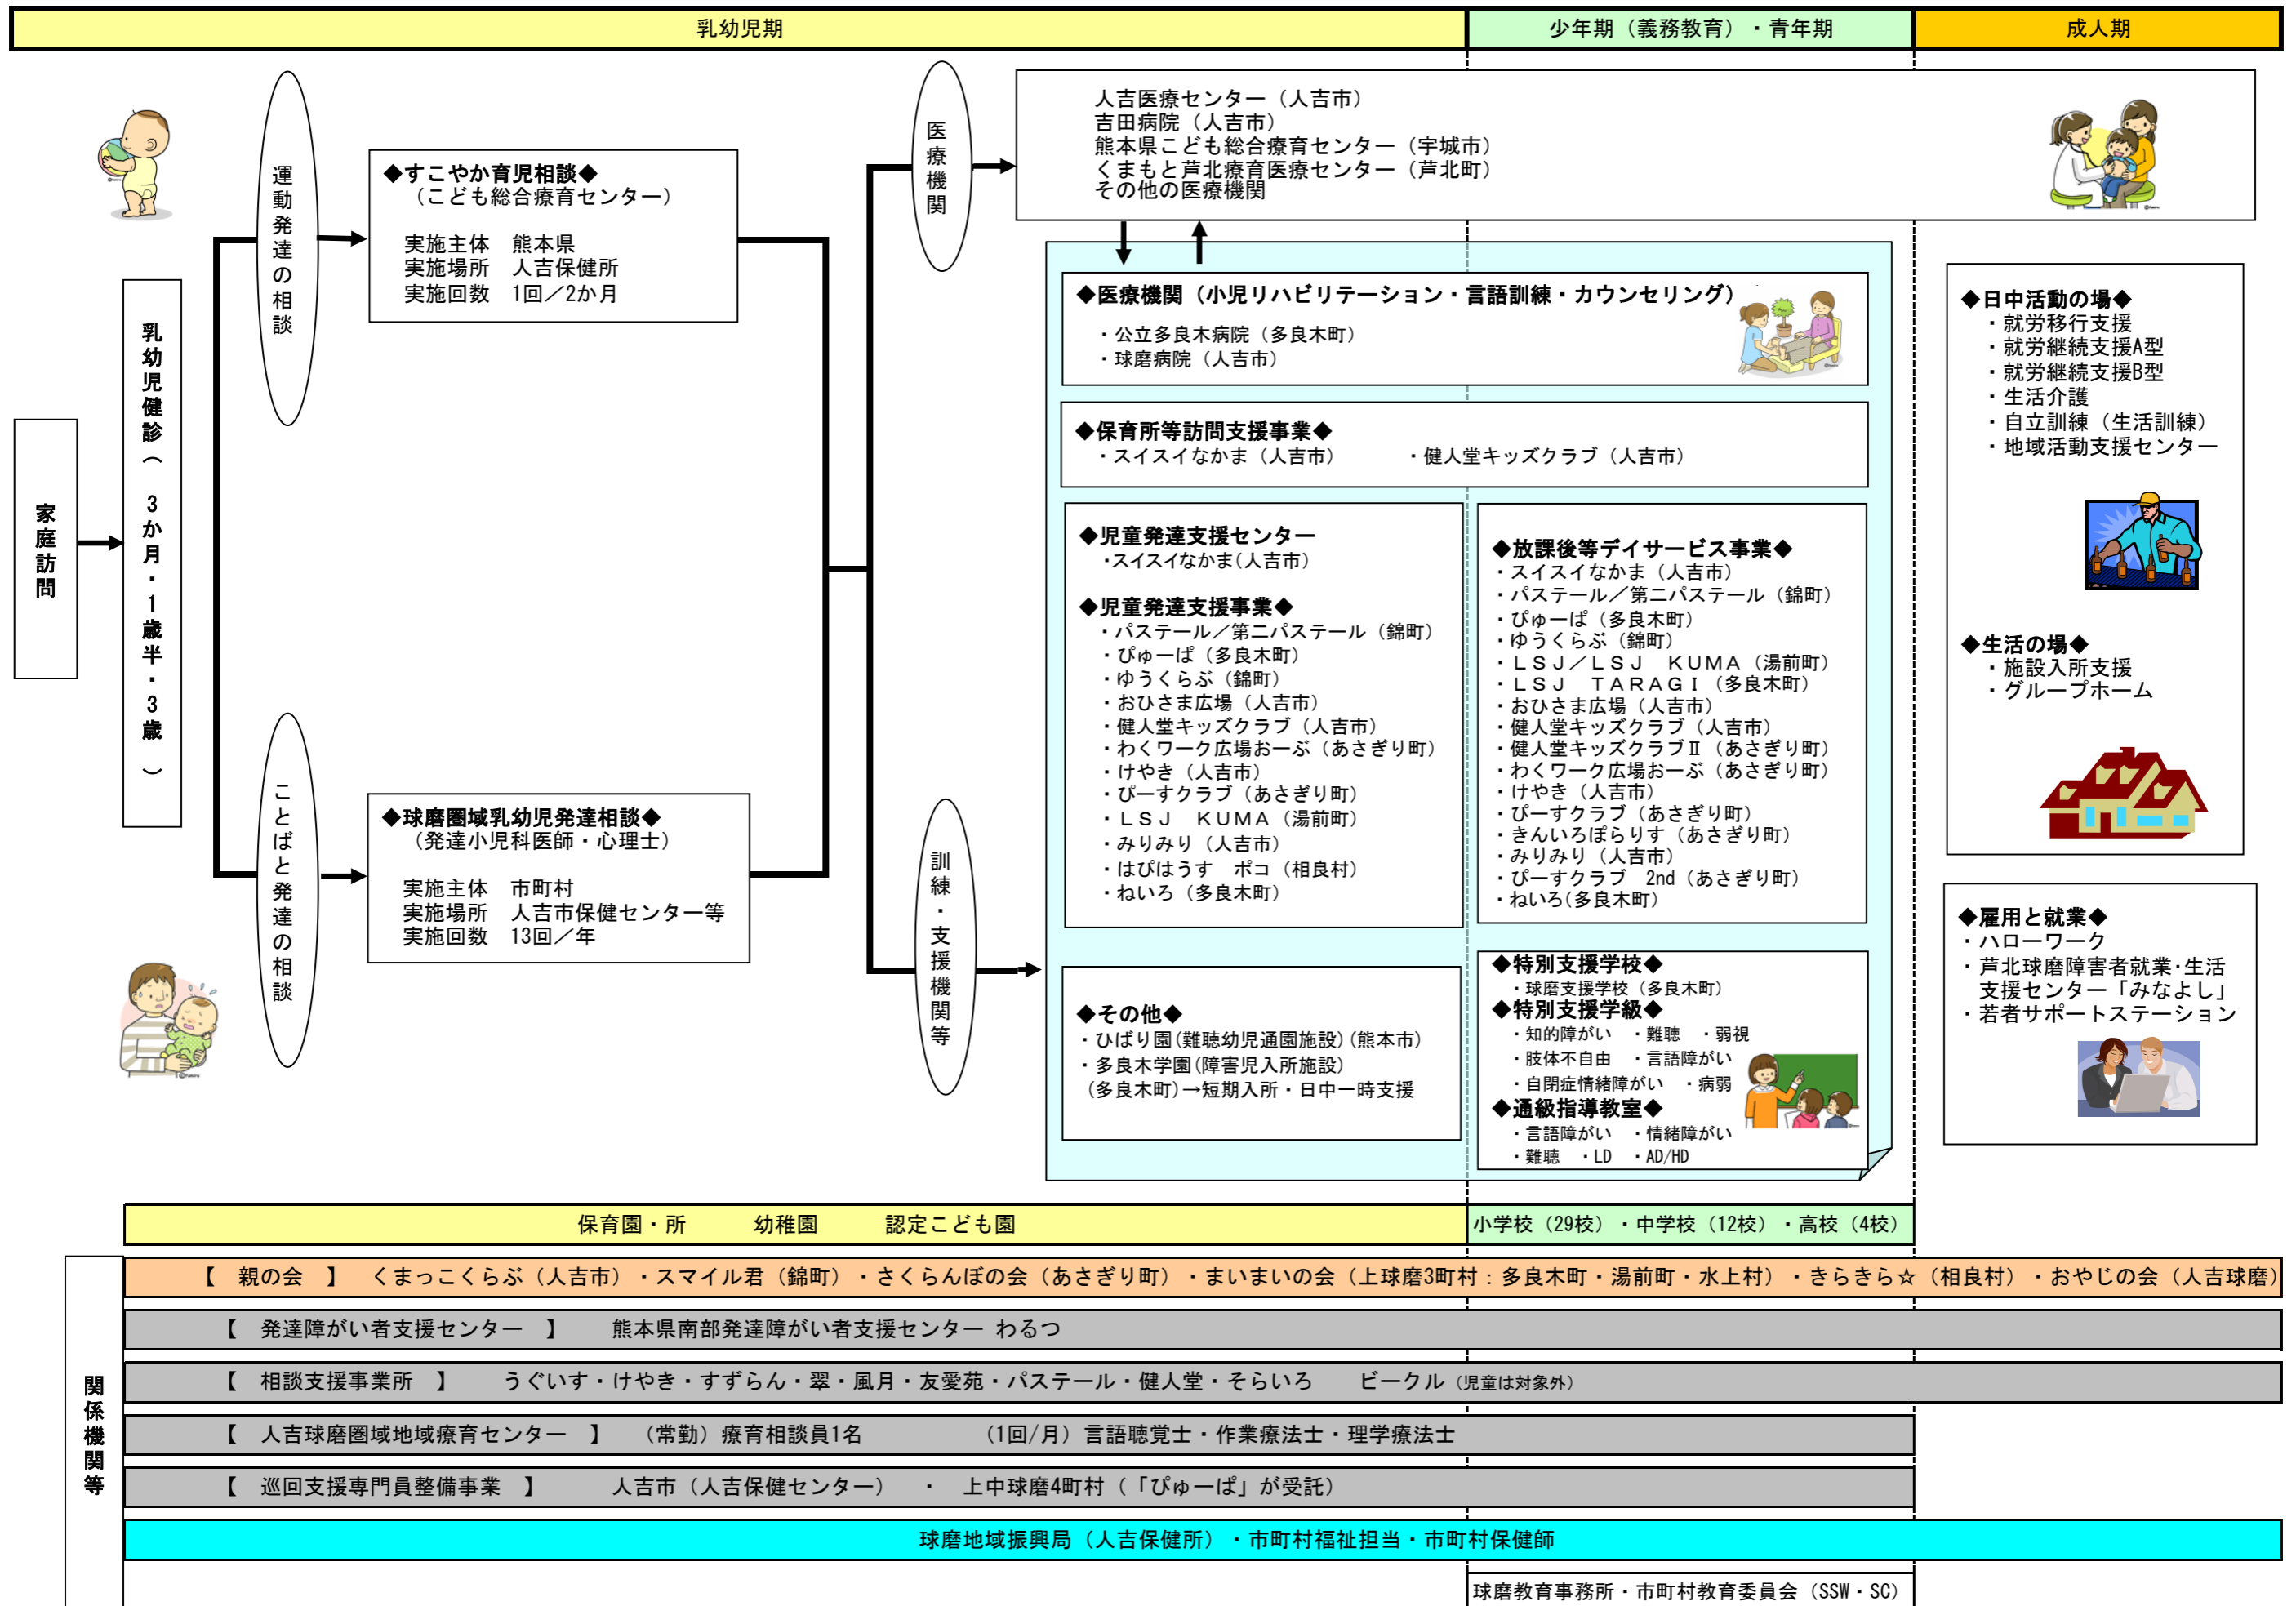 乳幼児期
少年期（義務教育）・青年期
成人期
家庭訪問
乳幼児健診（　3か月・1歳半・3歳　）
運動発達の相談
◆すこやか育児相談◆
（こども総合療育センター）
実施主体　熊本県
実施場所　人吉保健所
実施回数　1回／2か月
ことばと発達の相談
◆球磨圏域乳幼児発達相談◆
（発達小児科医師・心理士）
実施主体　市町村
実施場所　人吉市保健センター等
実施回数　13回／年
医療機関
人吉医療センター（人吉市）
吉田病院（人吉市）
熊本県こども総合療育センター（宇城市）
くまもと芦北療育医療センター（芦北町）
その他の医療機関
訓練・支援機関等
◆医療機関（小児リハビリテーション・言語訓練・カウンセリング）
・公立多良木病院（多良木町）
・球磨病院（人吉市）
◆保育所等訪問支援事業◆
・スイスイなかま（人吉市）　　　・健人堂キッズクラブ（人吉市）
◆児童発達支援センター
・スイスイなかま(人吉市)
◆児童発達支援事業◆
・パステール／第二パステール（錦町）
・ぴゅーぱ（多良木町）
・ゆうくらぶ（錦町）
・おひさま広場（人吉市）
・健人堂キッズクラブ（人吉市）
・わくワーク広場おーぶ（あさぎり町）
・けやき（人吉市）
・ぴーすクラブ（あさぎり町）
・ＬＳＪ　ＫＵＭＡ（湯前町）
・みりみり（人吉市）
・はぴはうす　ポコ（相良村）
・ねいろ（多良木町）
◆放課後等デイサービス事業◆
・スイスイなかま（人吉市）
・パステール／第二パステール（錦町）
・ぴゅーぱ（多良木町）
・ゆうくらぶ（錦町）
・ＬＳＪ／ＬＳＪ　ＫＵＭＡ（湯前町）
・ＬＳＪ　ＴＡＲＡＧＩ（多良木町）
・おひさま広場（人吉市）
・健人堂キッズクラブ（人吉市）
・健人堂キッズクラブⅡ（あさぎり町）
・わくワーク広場おーぶ（あさぎり町）
・けやき（人吉市）
・ぴーすクラブ（あさぎり町）
・きんいろぽらりす（あさぎり町）
・みりみり（人吉市）
・ぴーすクラブ　2nd（あさぎり町）
・ねいろ(多良木町)
◆その他◆
・ひばり園(難聴幼児通園施設)(熊本市)
・多良木学園(障害児入所施設)
（多良木町)→短期入所・日中一時支援
◆特別支援学校◆
・球磨支援学校（多良木町）
◆特別支援学級◆
・知的障がい　・難聴　・弱視
・肢体不自由　・言語障がい
・自閉症情緒障がい　・病弱
◆通級指導教室◆
・言語障がい　・情緒障がい
・難聴　・LD　・AD/HD
◆日中活動の場◆
・就労移行支援
・就労継続支援A型
・就労継続支援B型
・生活介護
・自立訓練（生活訓練）
・地域活動支援センター
◆生活の場◆
・施設入所支援
・グループホーム
◆雇用と就業◆
・ハローワーク
・芦北球磨障害者就業・生活
支援センター「みなよし」
・若者サポートステーション
保育園・所　　　幼稚園　　　認定こども園
小学校（29校）・中学校（12校）・高校（4校）
関係機関等
【　親の会　】　くまっこくらぶ（人吉市）・スマイル君（錦町）・さくらんぼの会（あさぎり町）・まいまいの会（上球磨3町村：多良木町・湯前町・水上村）・きらきら☆（相良村）・おやじの会（人吉球磨）
【　発達障がい者支援センター　】　　熊本県南部発達障がい者支援センター わるつ
【　相談支援事業所　】　　うぐいす・けやき・すずらん・翠・風月・友愛苑・パステール・健人堂・そらいろ　　ビークル（児童は対象外）
【　人吉球磨圏域地域療育センター　】　（常勤）療育相談員1名　　　　　（1回/月）言語聴覚士・作業療法士・理学療法士
【　巡回支援専門員整備事業　】　　　人吉市（人吉保健センター）　・　上中球磨4町村（「ぴゅーぱ」が受託）
球磨地域振興局（人吉保健所）・市町村福祉担当・市町村保健師
球磨教育事務所・市町村教育委員会（SSW・SC）